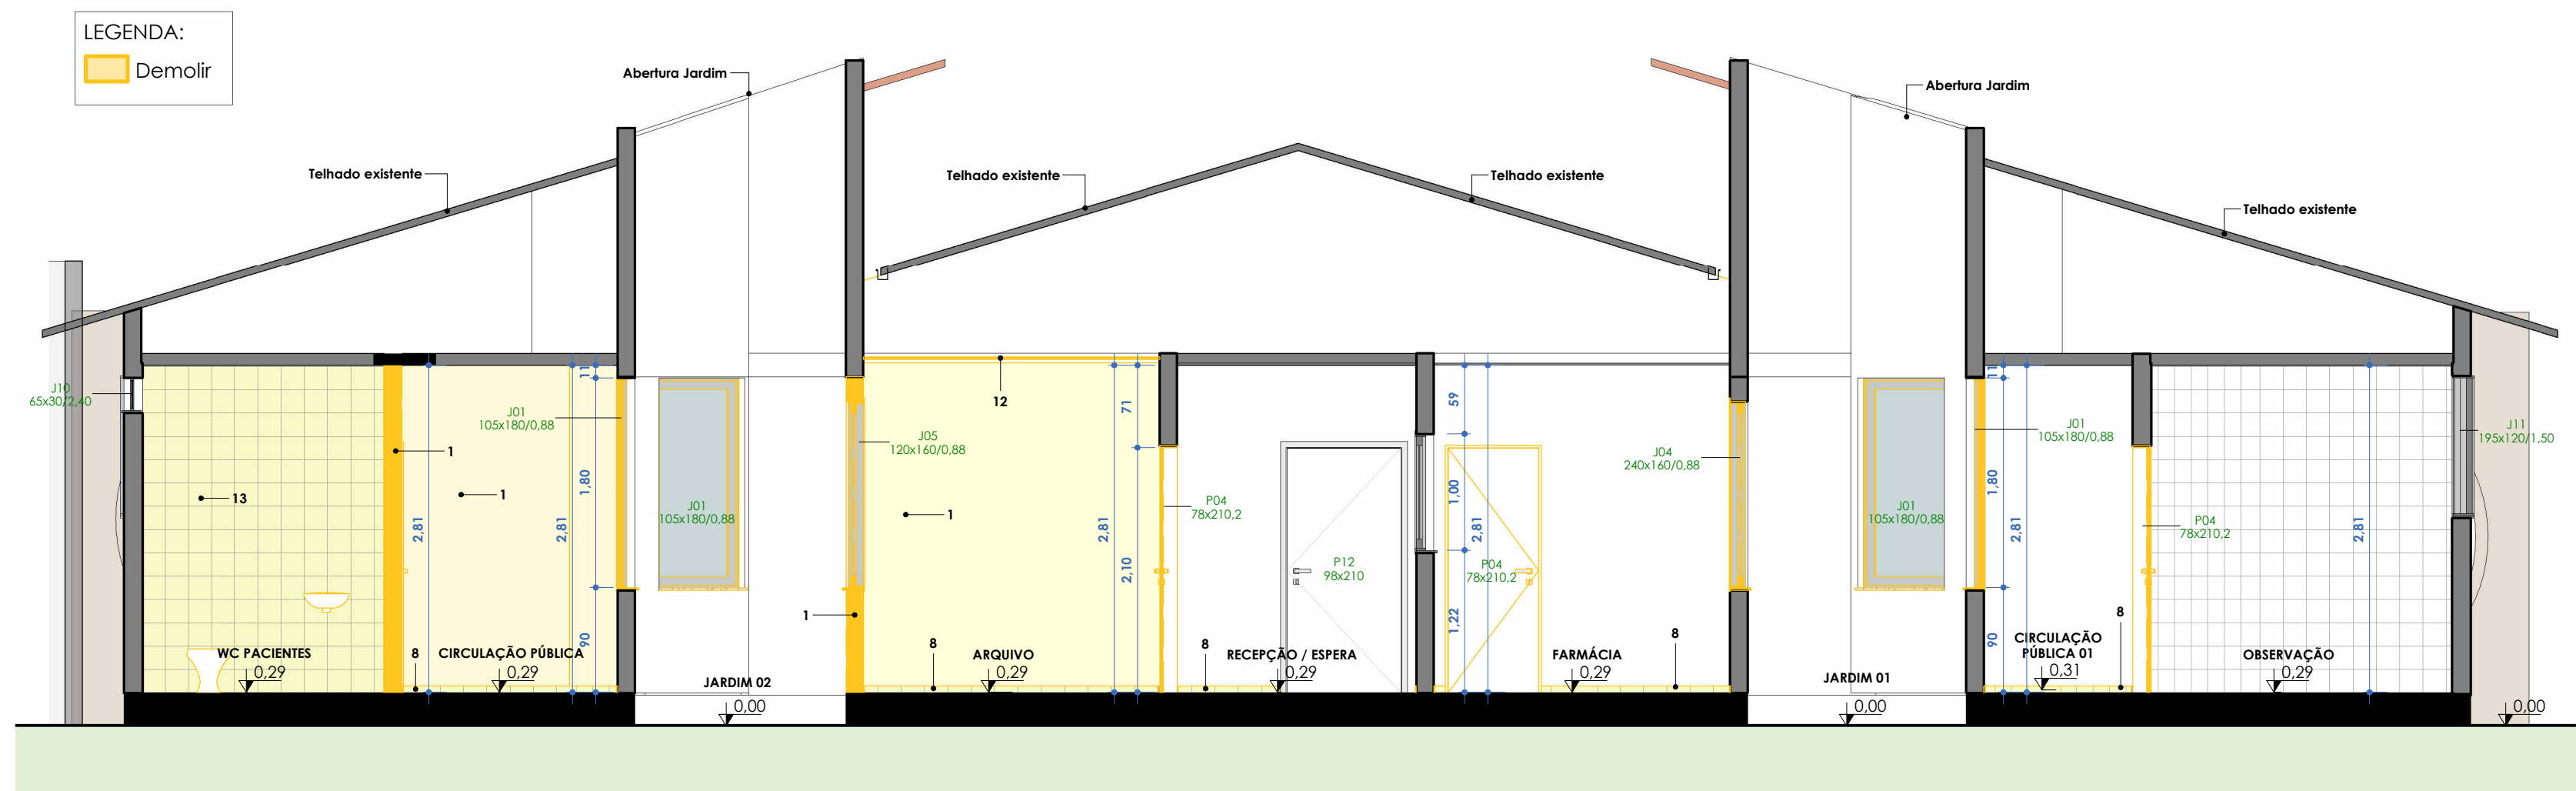 LEGENDA:
Demolir
Abertura Jardim
Abertura Jardim
Telhado existente
Telhado existente
Telhado existente
Telhado existente
J10
65x30/2,40
13
1
1
2,81
2,81
11
1,80
90
J01
105x180/0,88
J01
105x180/0,88
J05
120x160/0,88
12
1
1
2,81
71
2,10
P04
78x210,2
P12
98x210
59
1,00
1,22
2,81
P04
78x210,2
J04
240x160/0,88
J01
105x180/0,88
11
1,80
90
2,81
J01
105x180/0,88
P04
78x210,2
2,81
J11
195x120/1,50
WC PACIENTES
0,29
8
CIRCULAÇÃO PÚBLICA
0,29
JARDIM 02
0,00
8
ARQUIVO
0,29
8
RECEPÇÃO / ESPERA
0,29
FARMÁCIA
0,29
8
JARDIM 01
0,00
CIRCULAÇÃO
PÚBLICA 01
0,31
8
OBSERVAÇÃO
0,29
0,00